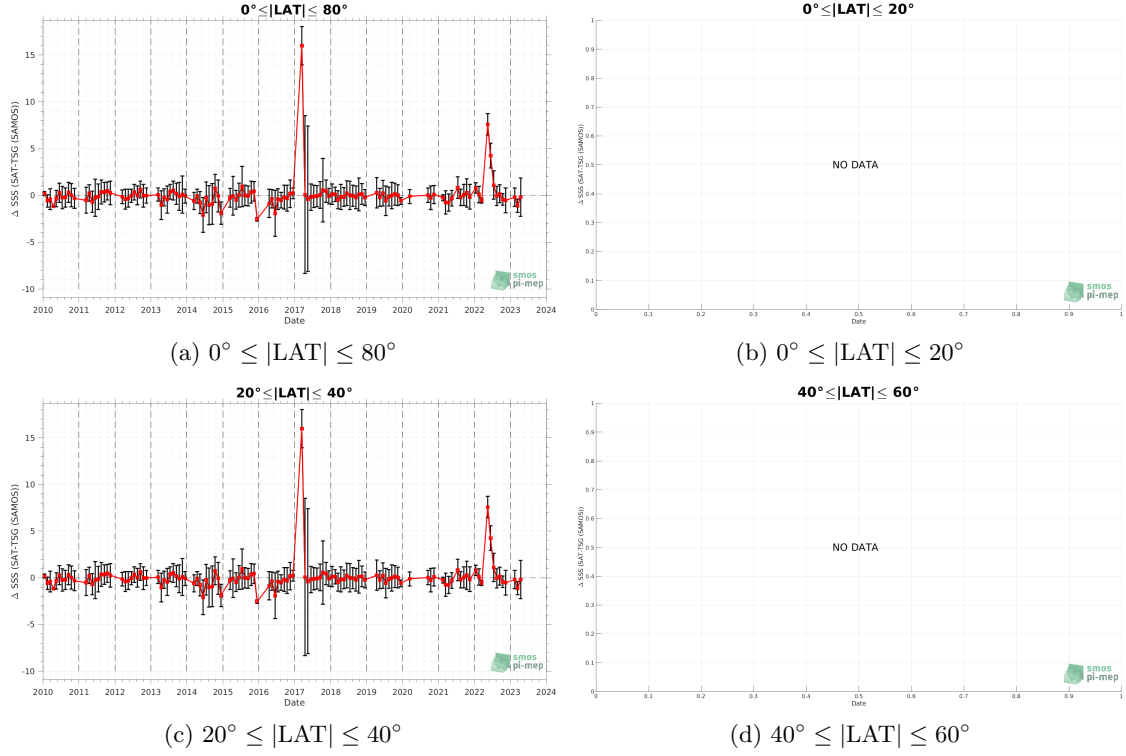 0°≤|LAT|≤ 80°
Δ SSS (SAT-TSG (SAMOS))
15
10
5
0
-5
-10
2010 2011 2012 2013 2014 2015 2016 2017 2018 2019 2020 2021 2022 2023 2024
Date
smos
pi-mep
(a) 0° ≤ |LAT| ≤ 80°
0°≤|LAT|≤ 20°
Δ SSS (SAT-TSG (SAMOS))
1
0.9
0.8
0.7
0.6
0.5
0.4
0.3
0.2
0.1
0
NO DATA
0 0.1 0.2 0.3 0.4 0.5 0.6 0.7 0.8 0.9 1
Date
smos
pi-mep
(b) 0° ≤ |LAT| ≤ 20°
20°≤|LAT|≤ 40°
Δ SSS (SAT-TSG (SAMOS))
15
10
5
0
-5
-10
2010 2011 2012 2013 2014 2015 2016 2017 2018 2019 2020 2021 2022 2023 2024
Date
smos
pi-mep
(c) 20° ≤ |LAT| ≤ 40°
40°≤|LAT|≤ 60°
Δ SSS (SAT-TSG (SAMOS))
1
0.9
0.8
0.7
0.6
0.5
0.4
0.3
0.2
0.1
0
NO DATA
0 0.1 0.2 0.3 0.4 0.5 0.6 0.7 0.8 0.9 1
Date
smos
pi-mep
(d) 40° ≤ |LAT| ≤ 60°